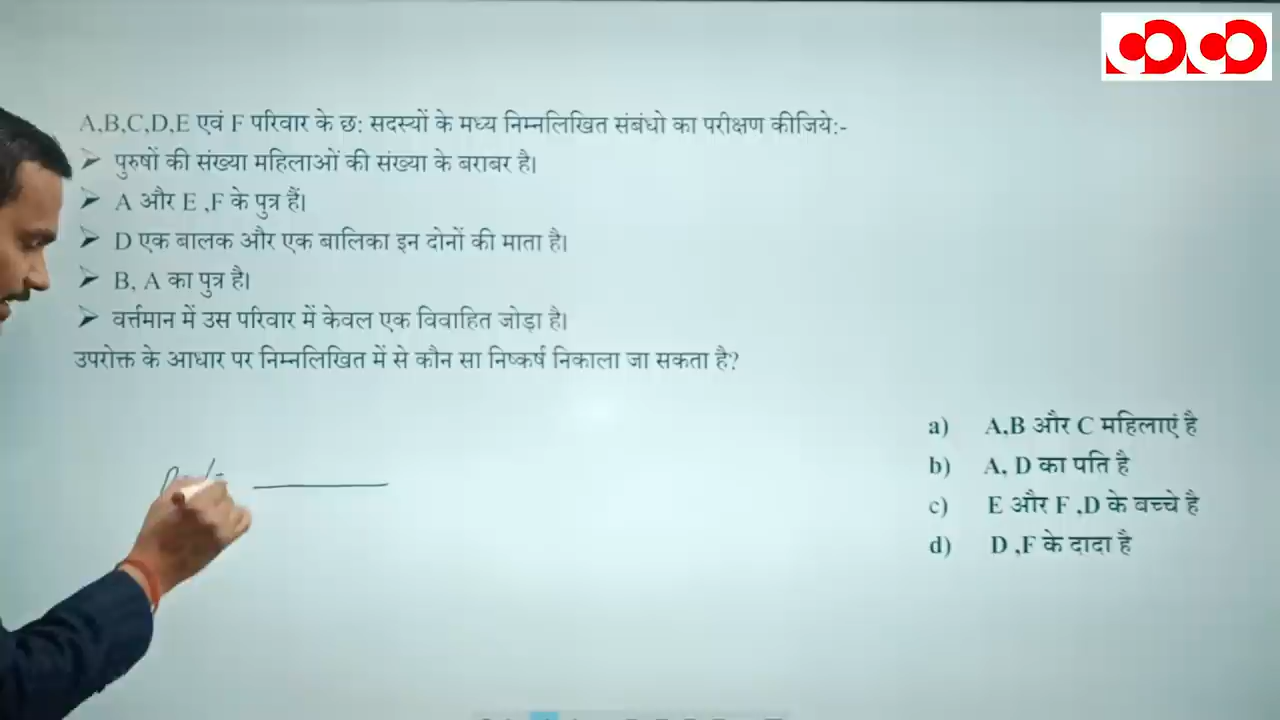 A,B,C,D,E एवं F परिवार के छ: सदस्यों के मध्य निम्नलिखित संबंधो का परीक्षण कीजिये:-
➢ पुरुषों की संख्या महिलाओं की संख्या के बराबर है।
➢ A और E ,F के पुत्र हैं।
➢ D एक बालक और एक बालिका इन दोनों की माता है।
➢ B, A का पुत्र है।
➢ वर्त्तमान में उस परिवार में केवल एक विवाहित जोड़ा है।
उपरोक्त के आधार पर निम्नलिखित में से कौन सा निष्कर्ष निकाला जा सकता है?
a) A,B और C महिलाएं है
b) A, D का पति है
c) E और F ,D के बच्चे है
d) D ,F के दादा है